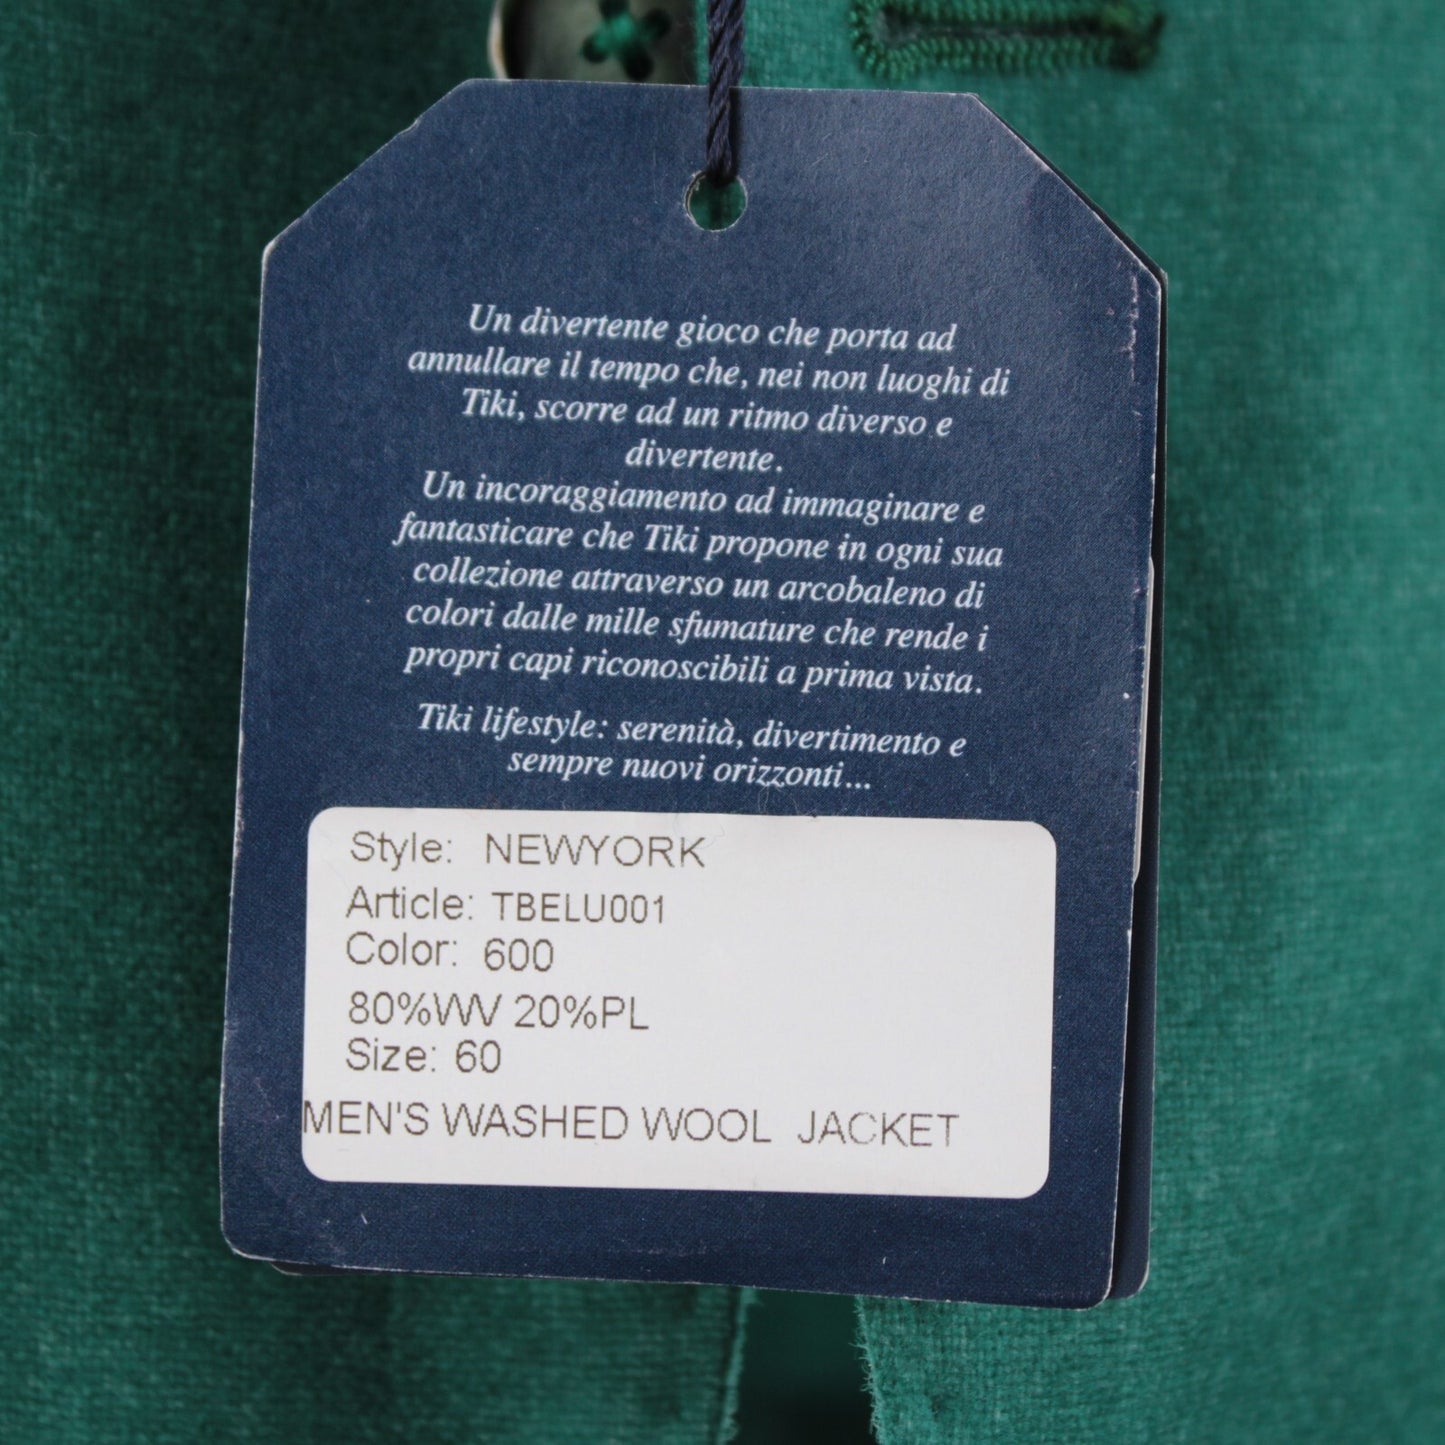 Un divertente gioco che porta ad
annullare il tempo che, nei non luoghi di
Tiki, scorre ad un ritmo diverso e
divertente.
Un incoraggiamento ad immaginare e
fantasticare che Tiki propone in ogni sua
collezione attraverso un arcobaleno di
colori dalle mille sfumature che rende i
propri capi riconoscibili a prima vista.
Tiki lifestyle: serenità, divertimento e
sempre nuovi orizzonti...
Style: NEWYORK
Article: TBELU001
Color: 600
80%WV 20%PL
Size: 60
MEN'S WASHED WOOL JACKET